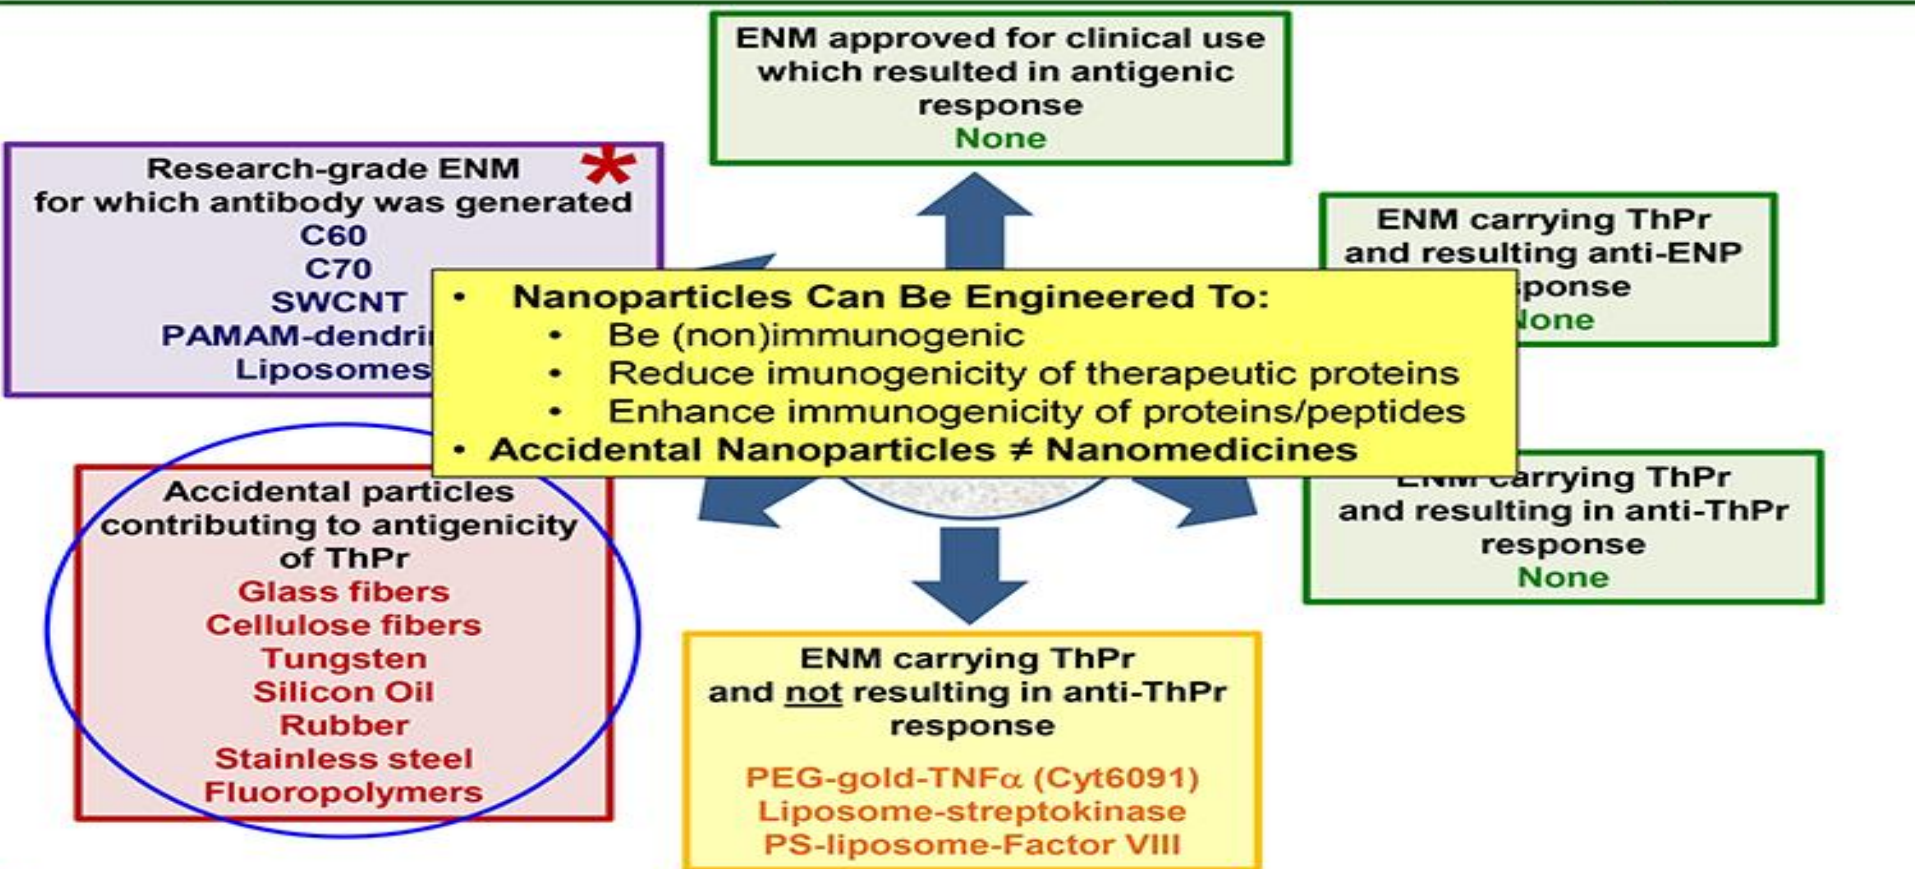 ENM approved for clinical use
which resulted in antigenic
response
None
Research-grade ENM
for which antibody was generated
C60
C70
SWCNT
PAMAM-dendri
Liposomes
ENM carrying ThPr
and resulting anti-ENP
sponse
None
• Nanoparticles Can Be Engineered To:
• Be (non)immunogenic
• Reduce imunogenicity of therapeutic proteins
• Enhance immunogenicity of proteins/peptides
• Accidental Nanoparticles ≠ Nanomedicines
Accidental particles
contributing to antigenicity
of ThPr
Glass fibers
Cellulose fibers
Tungsten
Silicon Oil
Rubber
Stainless steel
Fluoropolymers
ENM carrying ThPr
and not resulting in anti-ThPr
response
PEG-gold-TNFα (Cyt6091)
Liposome-streptokinase
PS-liposome-Factor VIII
ENM carrying ThPr
and resulting in anti-ThPr
response
None